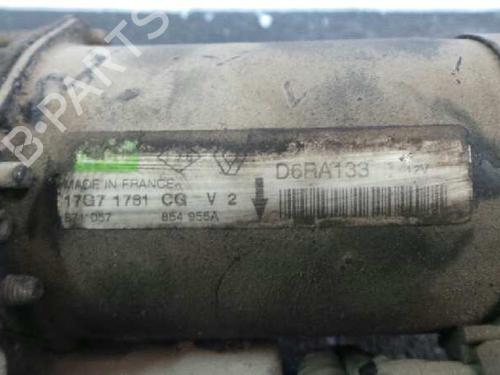 B-PARTS
D6RA133 12V
MADE IN FRANCE
17G7 1781 CG V 2
854 955A